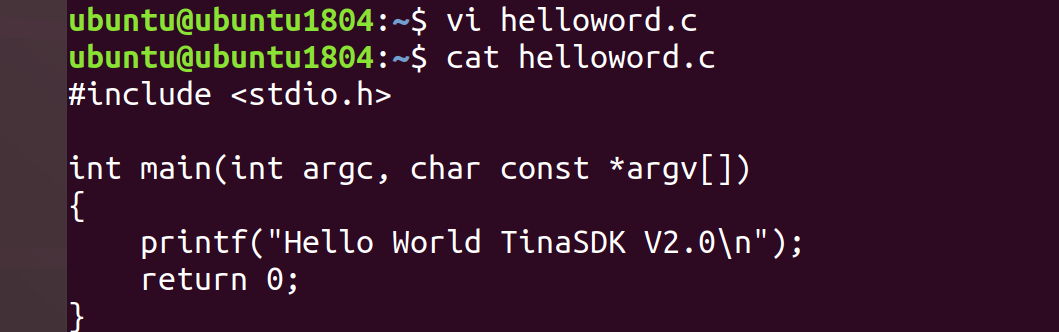 ubuntu@ubuntu1804:~$ vi helloword.c
ubuntu@ubuntu1804:~$ cat helloword.c
#include <stdio.h>

int main(int argc, char const *argv[])
{
    printf("Hello World TinaSDK V2.0\n");
    return 0;
}